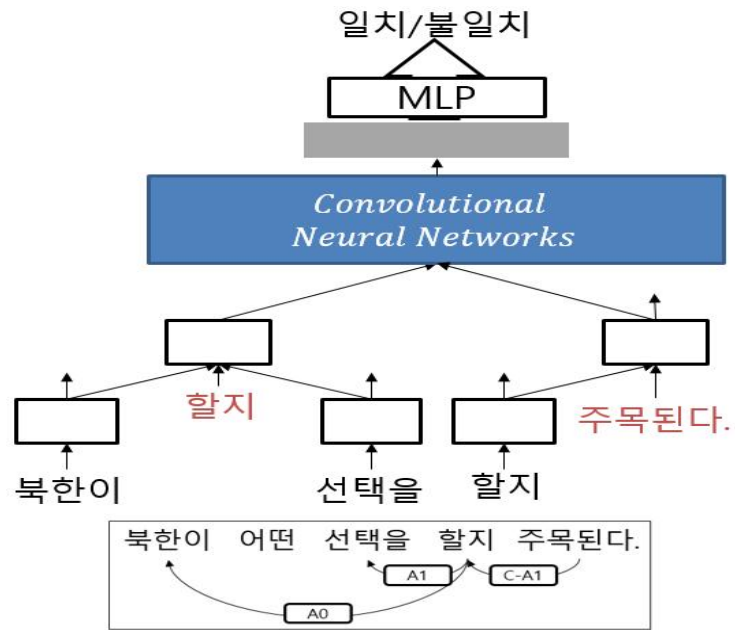 일치/불일치
MLP
Convolutional
Neural Networks
할지
주목된다.
북한이 선택을 할지
북한이 어떤 선택을 할지 주목된다.
A1 C-A1
A0